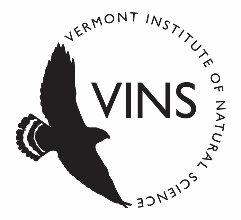 VERMONT INSTITUTE OF NATURAL SCIENCE
VINS